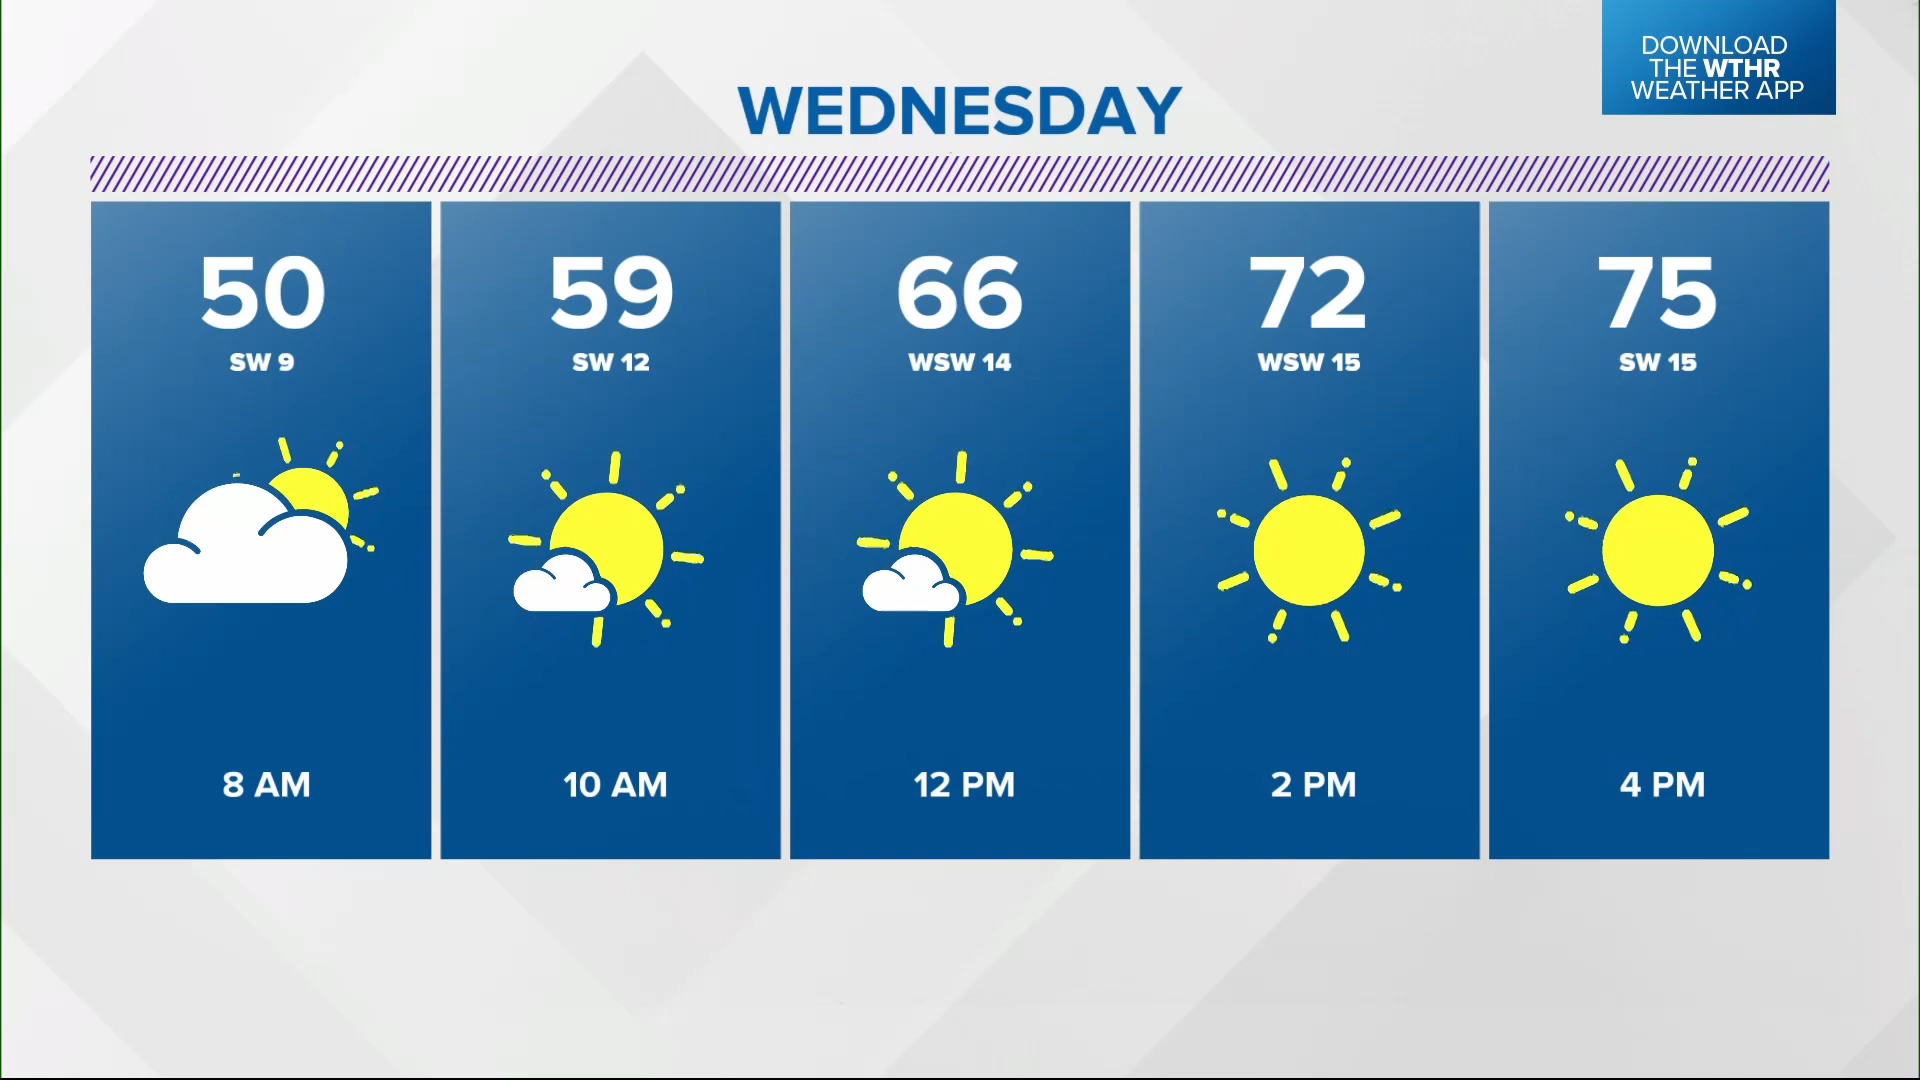 DOWNLOAD
THE WTHR
WEATHER APP
WEDNESDAY
50
SW 9
8 AM
59
SW 12
10 AM
66
WSW 14
12 PM
72
WSW 15
2 PM
75
SW 15
4 PM